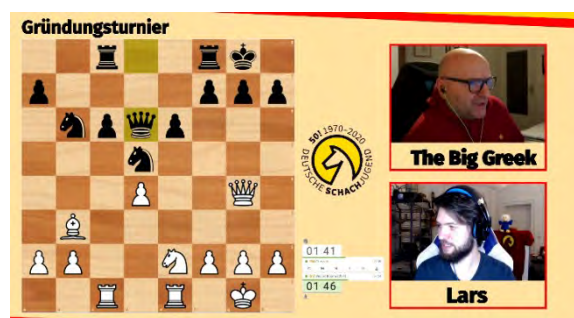 Gründungsturnier
50! 1970-2020
DEUTSCHE SCHACHJUGEND
The Big Greek
01 41
01 46
Lars